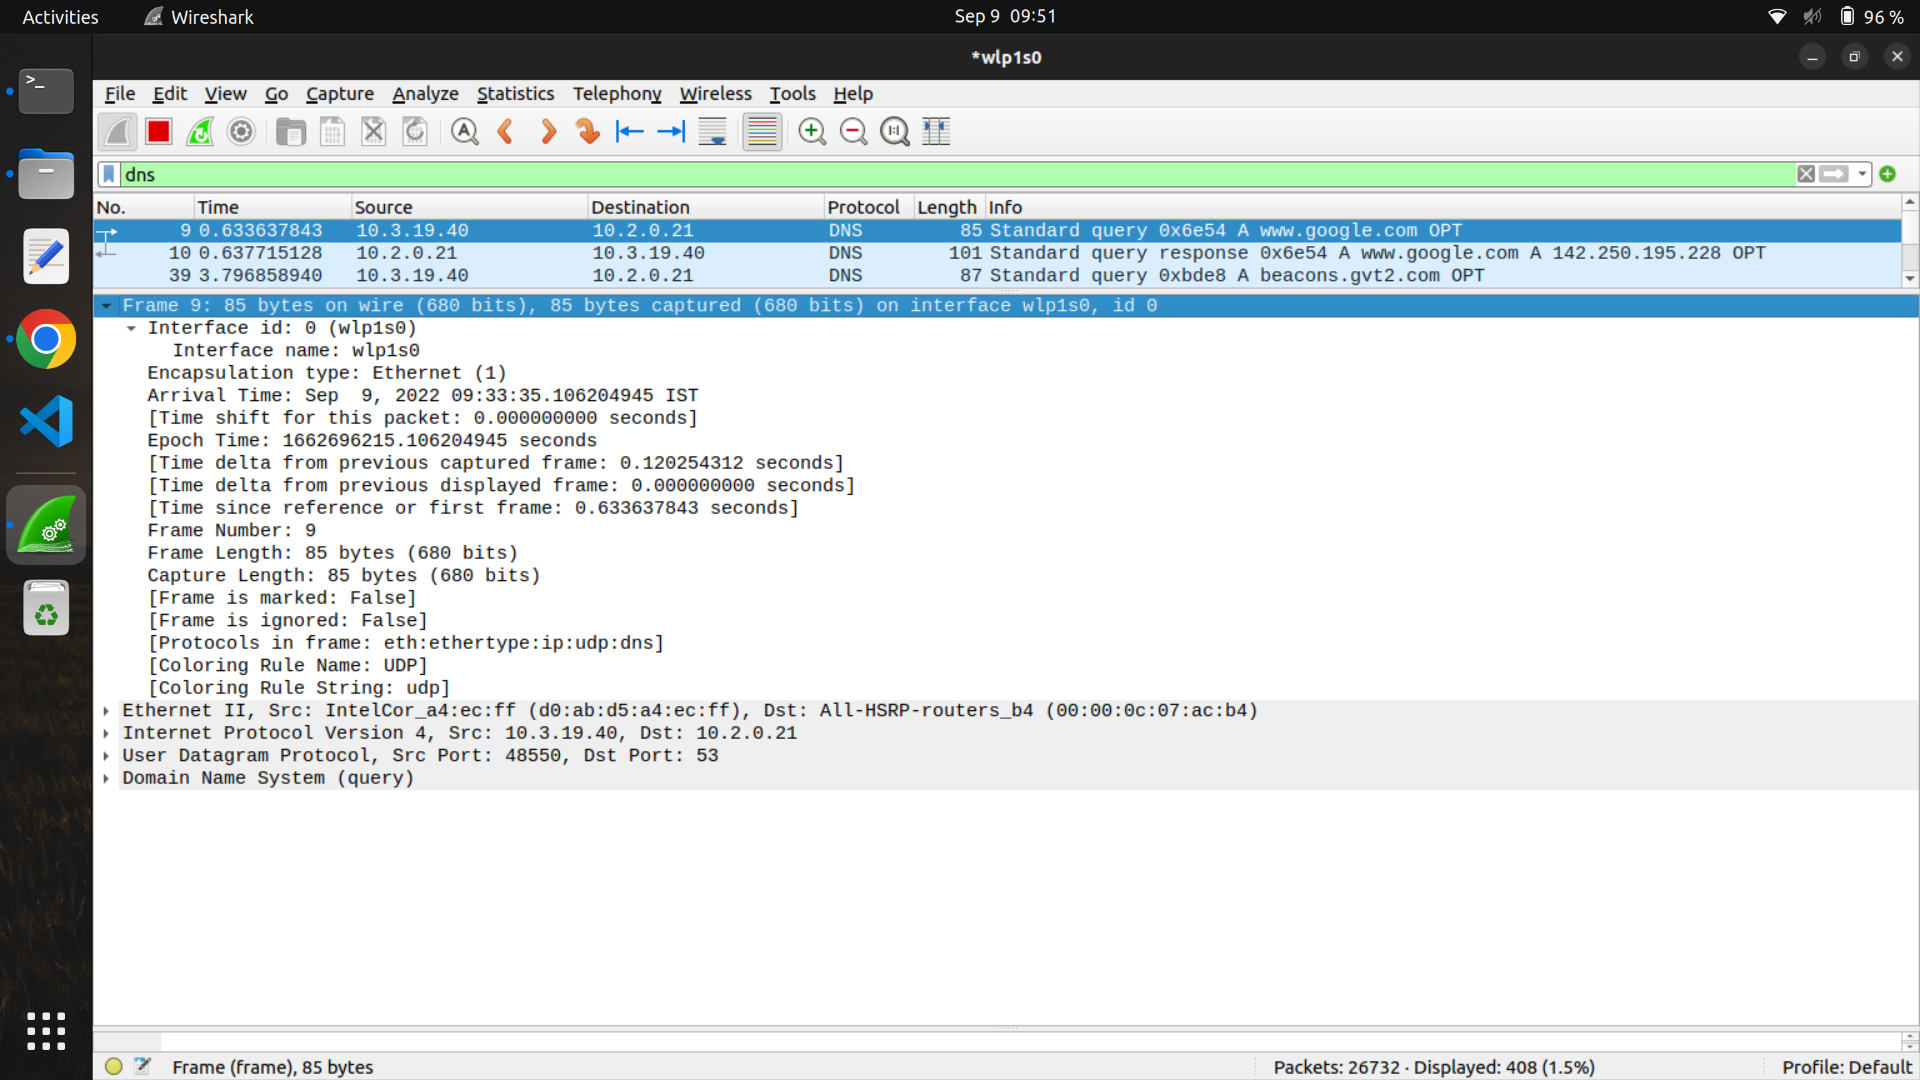 Activities Wireshark Sep 9 09:51 96 %
*wlp1s0
File Edit View Go Capture Analyze Statistics Telephony Wireless Tools Help
dns
No. Time Source Destination Protocol Length Info
9 0.633637843 10.3.19.40 10.2.0.21 DNS 85 Standard query 0x6e54 A www.google.com OPT
10 0.637715128 10.2.0.21 10.3.19.40 DNS 101 Standard query response 0x6e54 A www.google.com A 142.250.195.228 OPT
39 3.796858940 10.3.19.40 10.2.0.21 DNS 87 Standard query 0xbde8 A beacons.gvt2.com OPT
Frame 9: 85 bytes on wire (680 bits), 85 bytes captured (680 bits) on interface wlp1s0, id 0
Interface id: 0 (wlp1s0)
Interface name: wlp1s0
Encapsulation type: Ethernet (1)
Arrival Time: Sep  9, 2022 09:33:35.106204945 IST
[Time shift for this packet: 0.000000000 seconds]
Epoch Time: 1662696215.106204945 seconds
[Time delta from previous captured frame: 0.120254312 seconds]
[Time delta from previous displayed frame: 0.000000000 seconds]
[Time since reference or first frame: 0.633637843 seconds]
Frame Number: 9
Frame Length: 85 bytes (680 bits)
Capture Length: 85 bytes (680 bits)
[Frame is marked: False]
[Frame is ignored: False]
[Protocols in frame: eth:ethertype:ip:udp:dns]
[Coloring Rule Name: UDP]
[Coloring Rule String: udp]
Ethernet II, Src: IntelCor_a4:ec:ff (d0:ab:d5:a4:ec:ff), Dst: All-HSRP-routers_b4 (00:00:0c:07:ac:b4)
Internet Protocol Version 4, Src: 10.3.19.40, Dst: 10.2.0.21
User Datagram Protocol, Src Port: 48550, Dst Port: 53
Domain Name System (query)
Frame (frame), 85 bytes Packets: 26732 · Displayed: 408 (1.5%) Profile: Default